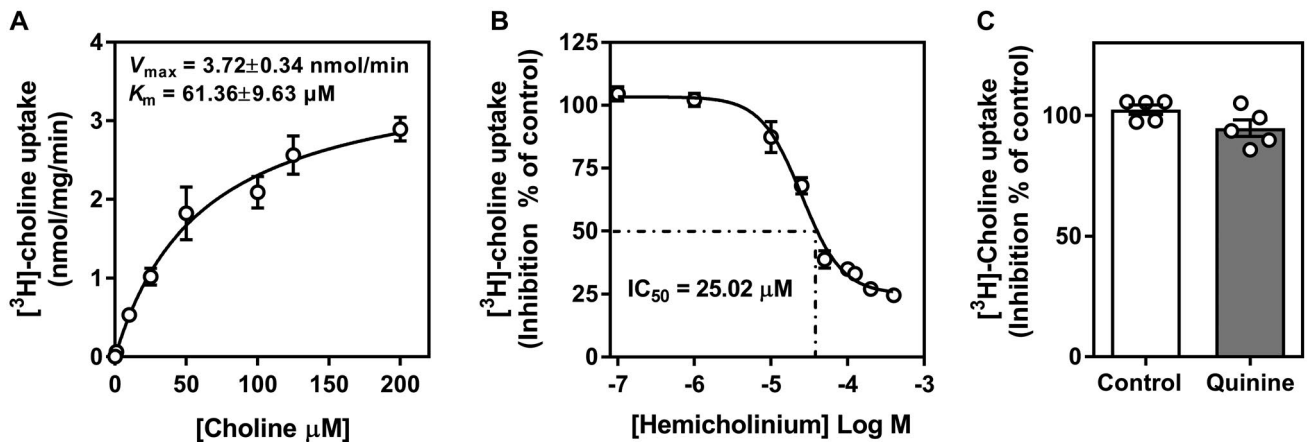 A
[³H]-choline uptake
(nmol/mg/min)
4
3
2
1
0
Vmax = 3.72±0.34 nmol/min
Km = 61.36±9.63 µM
0 50 100 150 200
[Choline µM]
B
[³H]-choline uptake
(Inhibition % of control)
125
100
75
50
25
0
IC50 = 25.02 µM
-7 -6 -5 -4 -3
[Hemicholinium] Log M
C
[³H]-Choline uptake
(Inhibition % of control)
100
50
0
Control Quinine